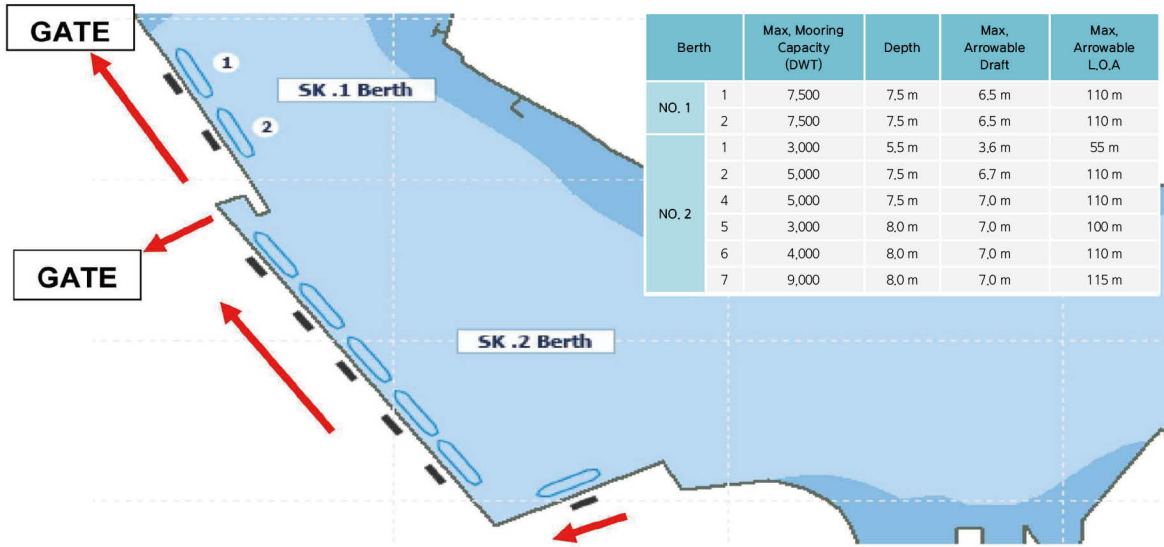 GATE
1
SK .1 Berth
2
GATE
SK .2 Berth
Berth
Max, Mooring
Capacity
(DWT)
Depth
Max,
Arrowable
Draft
Max,
Arrowable
L,O,A
NO, 1
1 7,500 7,5 m 6,5 m 110 m
2 7,500 7,5 m 6,5 m 110 m
NO, 2
1 3,000 5,5 m 3,6 m 55 m
2 5,000 7,5 m 6,7 m 110 m
4 5,000 7,5 m 7,0 m 110 m
5 3,000 8,0 m 7,0 m 100 m
6 4,000 8,0 m 7,0 m 110 m
7 9,000 8,0 m 7,0 m 115 m